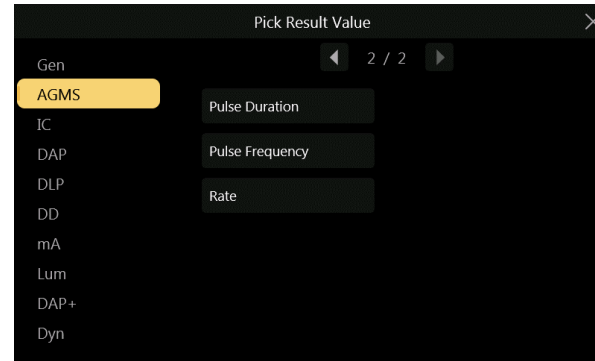 Pick Result Value
2 / 2
Gen
AGMS
IC
DAP
DLP
DD
mA
Lum
DAP+
Dyn
Pulse Duration
Pulse Frequency
Rate